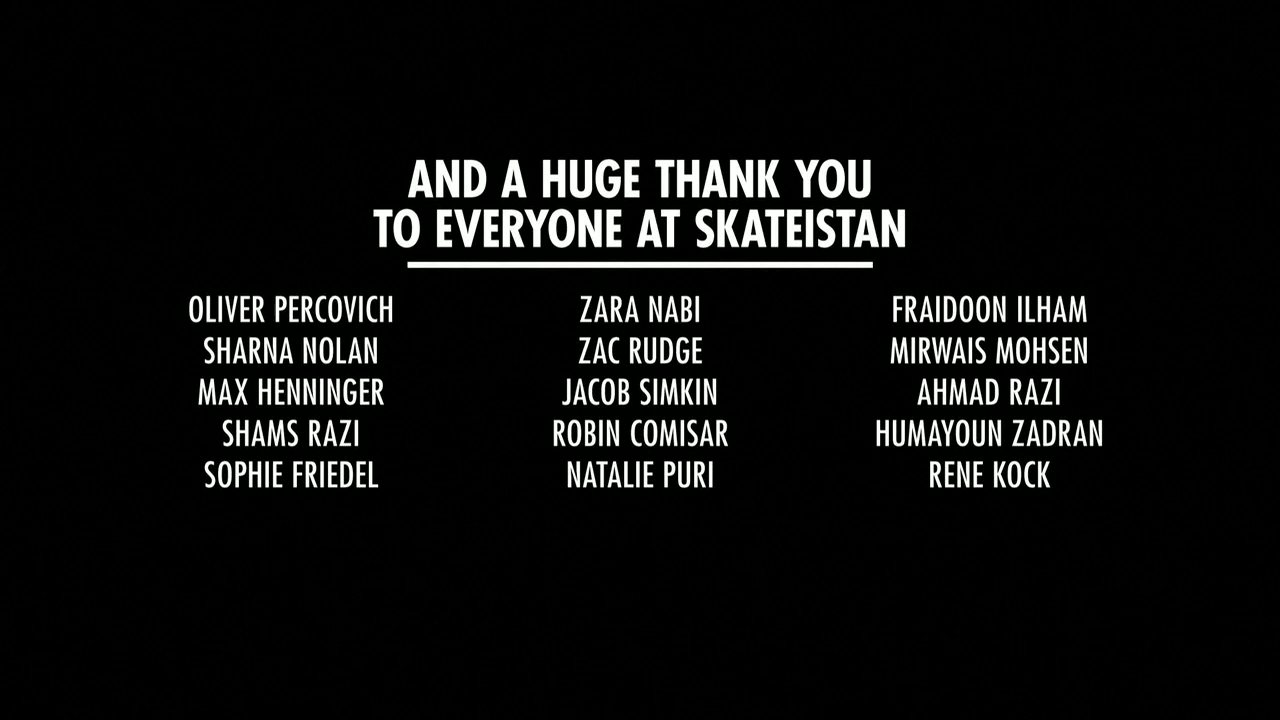 AND A HUGE THANK YOU
TO EVERYONE AT SKATEISTAN
OLIVER PERCOVICH
SHARNA NOLAN
MAX HENNINGER
SHAMS RAZI
SOPHIE FRIEDEL
ZARA NABI
ZAC RUDGE
JACOB SIMKIN
ROBIN COMISAR
NATALIE PURI
FRAIDOON ILHAM
MIRWAIS MOHSEN
AHMAD RAZI
HUMAYOUN ZADRAN
RENE KOCK